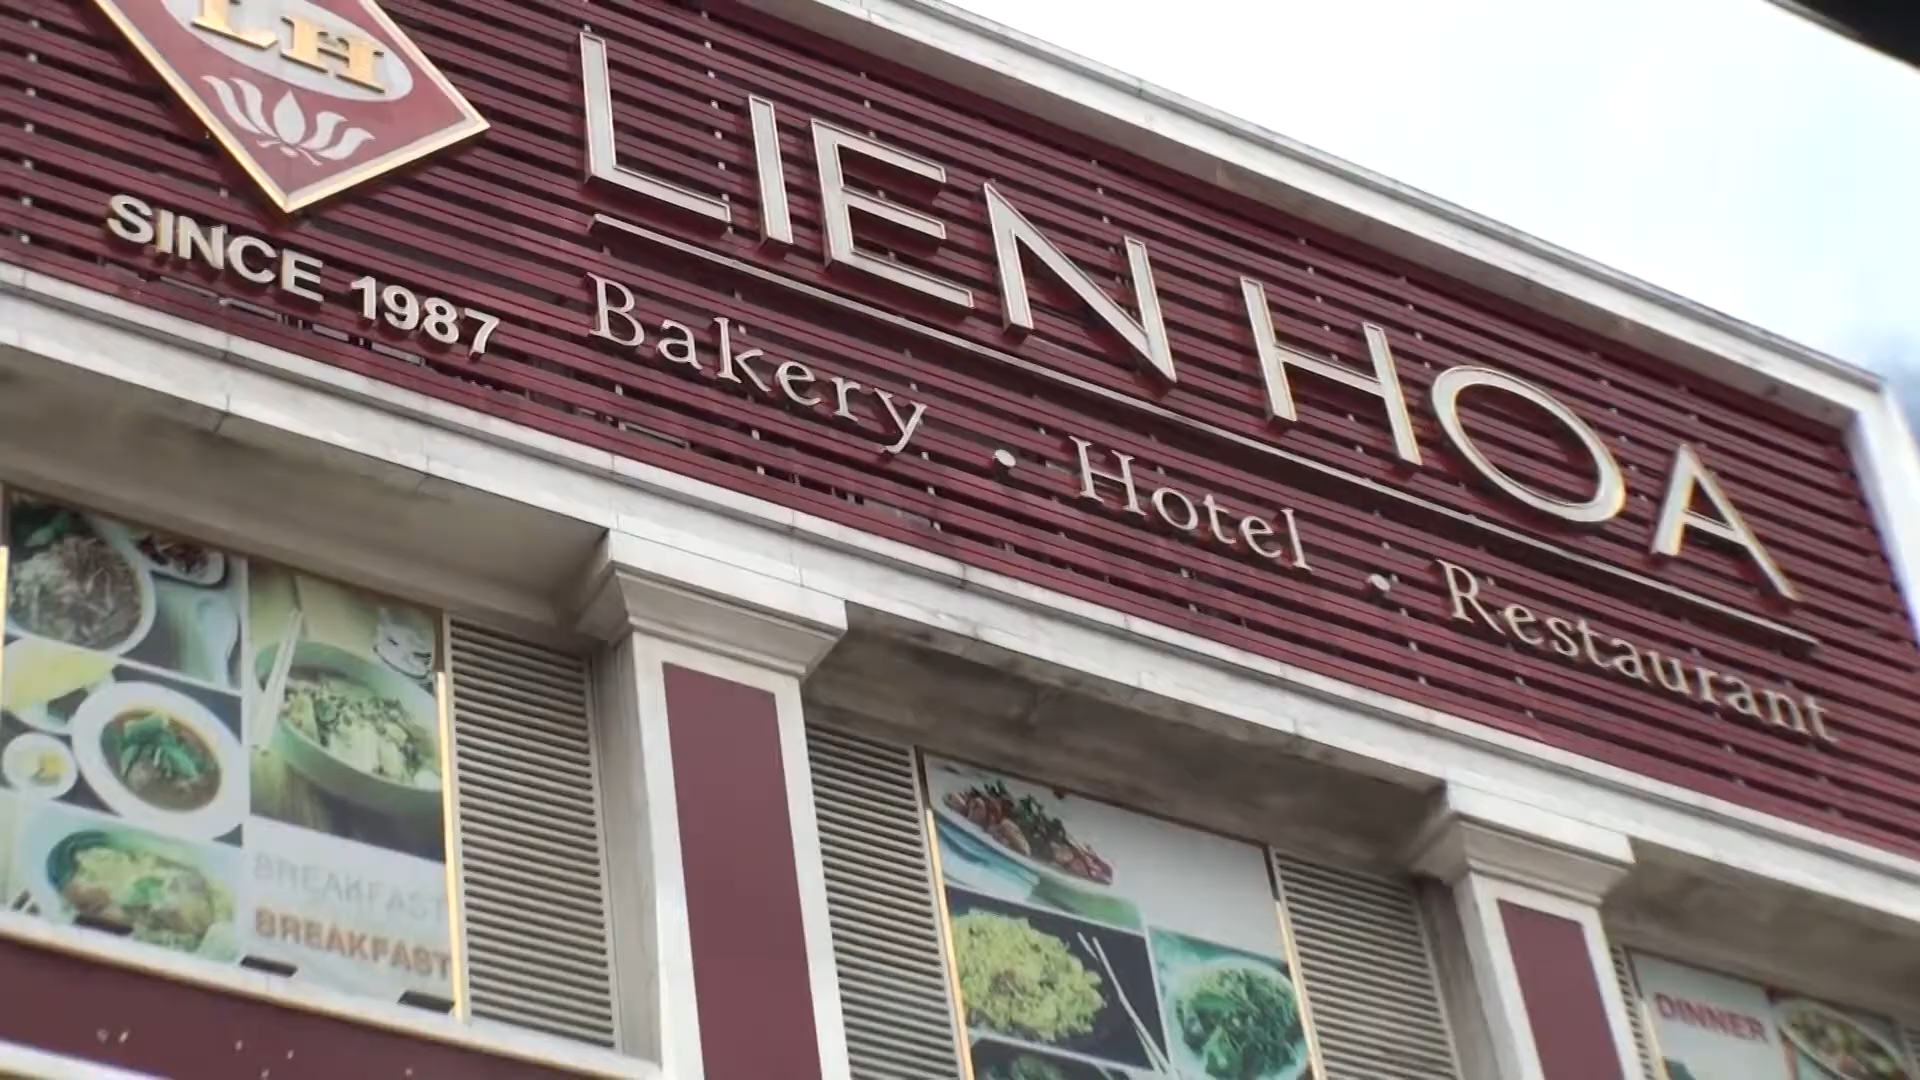 LH
SINCE 1987
LIEN HOA
Bakery • Hotel • Restaurant
BREAKFAST
BREAKFAST
DINNER